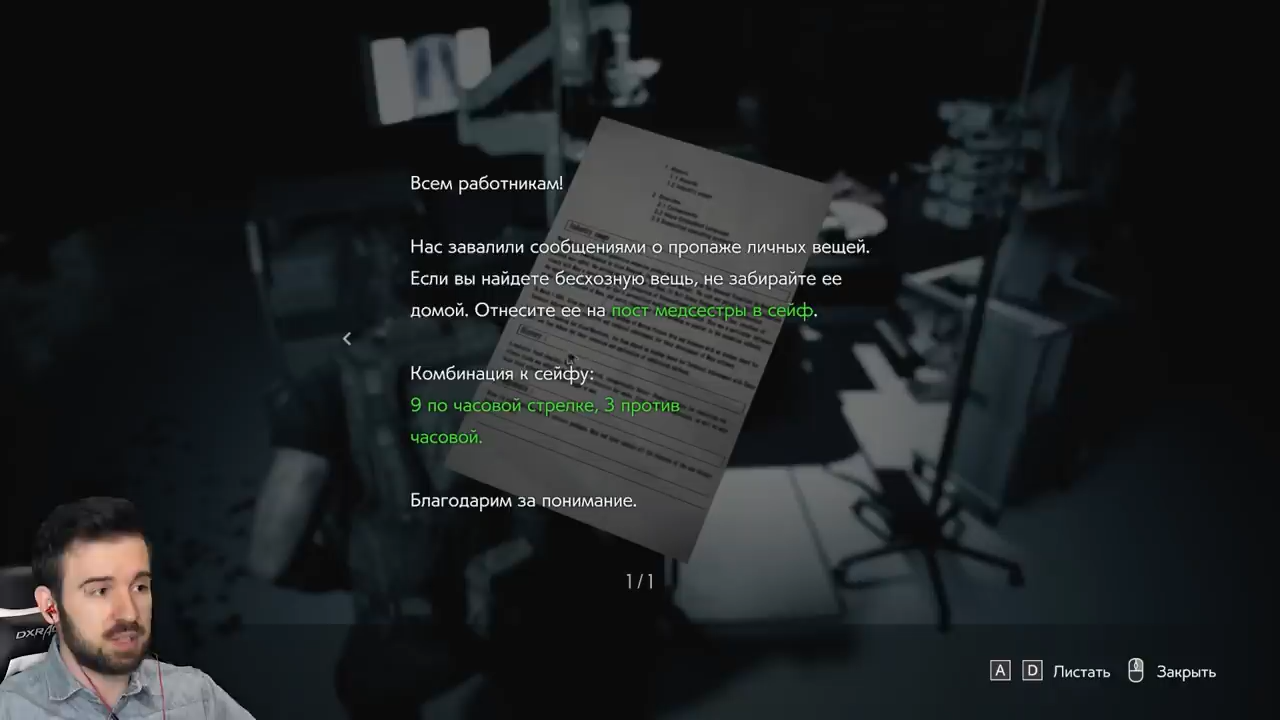 Всем работникам!
Нас завалили сообщениями о пропаже личных вещей.
Если вы найдете бесхозную вещь, не забирайте ее
домой. Отнесите ее на пост медсестры в сейф.
Комбинация к сейфу:
9 по часовой стрелке, 3 против
часовой.
Благодарим за понимание.
1/1
A D Листать Закрыть